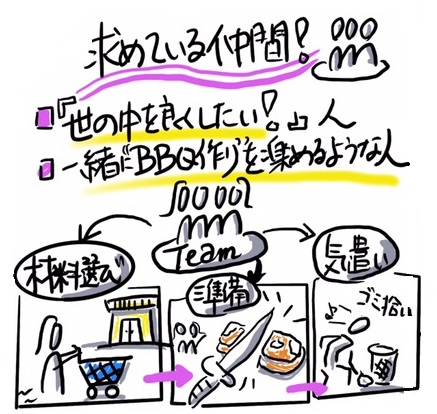 求めている仲間!
『世の中を良くしたい!』人
一緒にBBQ作りを楽めるような人
Team
材料選び
準備
気遣い
ゴミ拾い